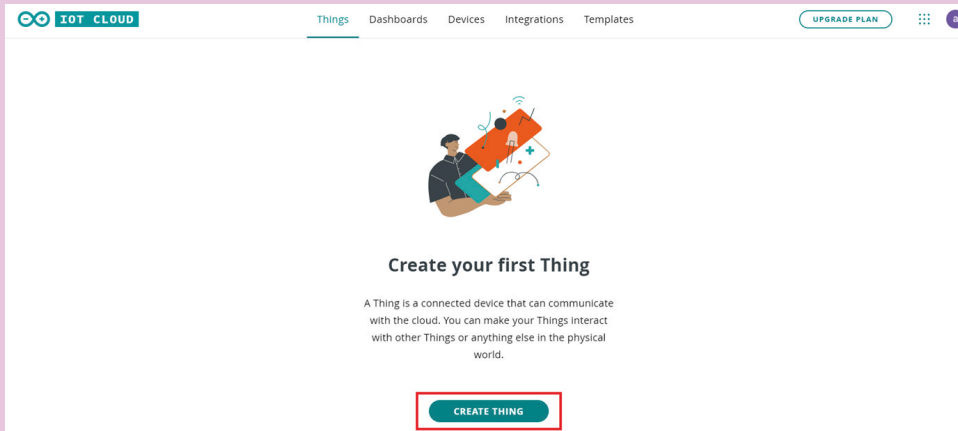 IOT CLOUD
Things Dashboards Devices Integrations Templates
UPGRADE PLAN
a
Create your first Thing
A Thing is a connected device that can communicate
with the cloud. You can make your Things interact
with other Things or anything else in the physical
world.
CREATE THING